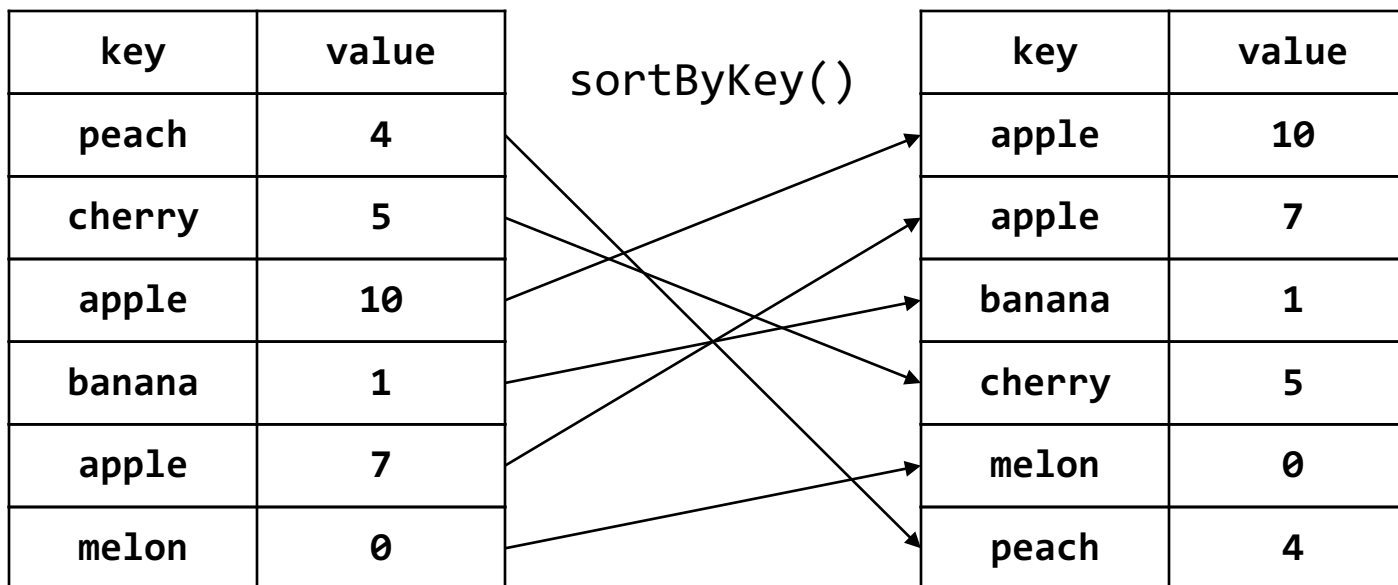 key value
peach 4
cherry 5
apple 10
banana 1
apple 7
melon 0
sortByKey()
key value
apple 10
apple 7
banana 1
cherry 5
melon 0
peach 4